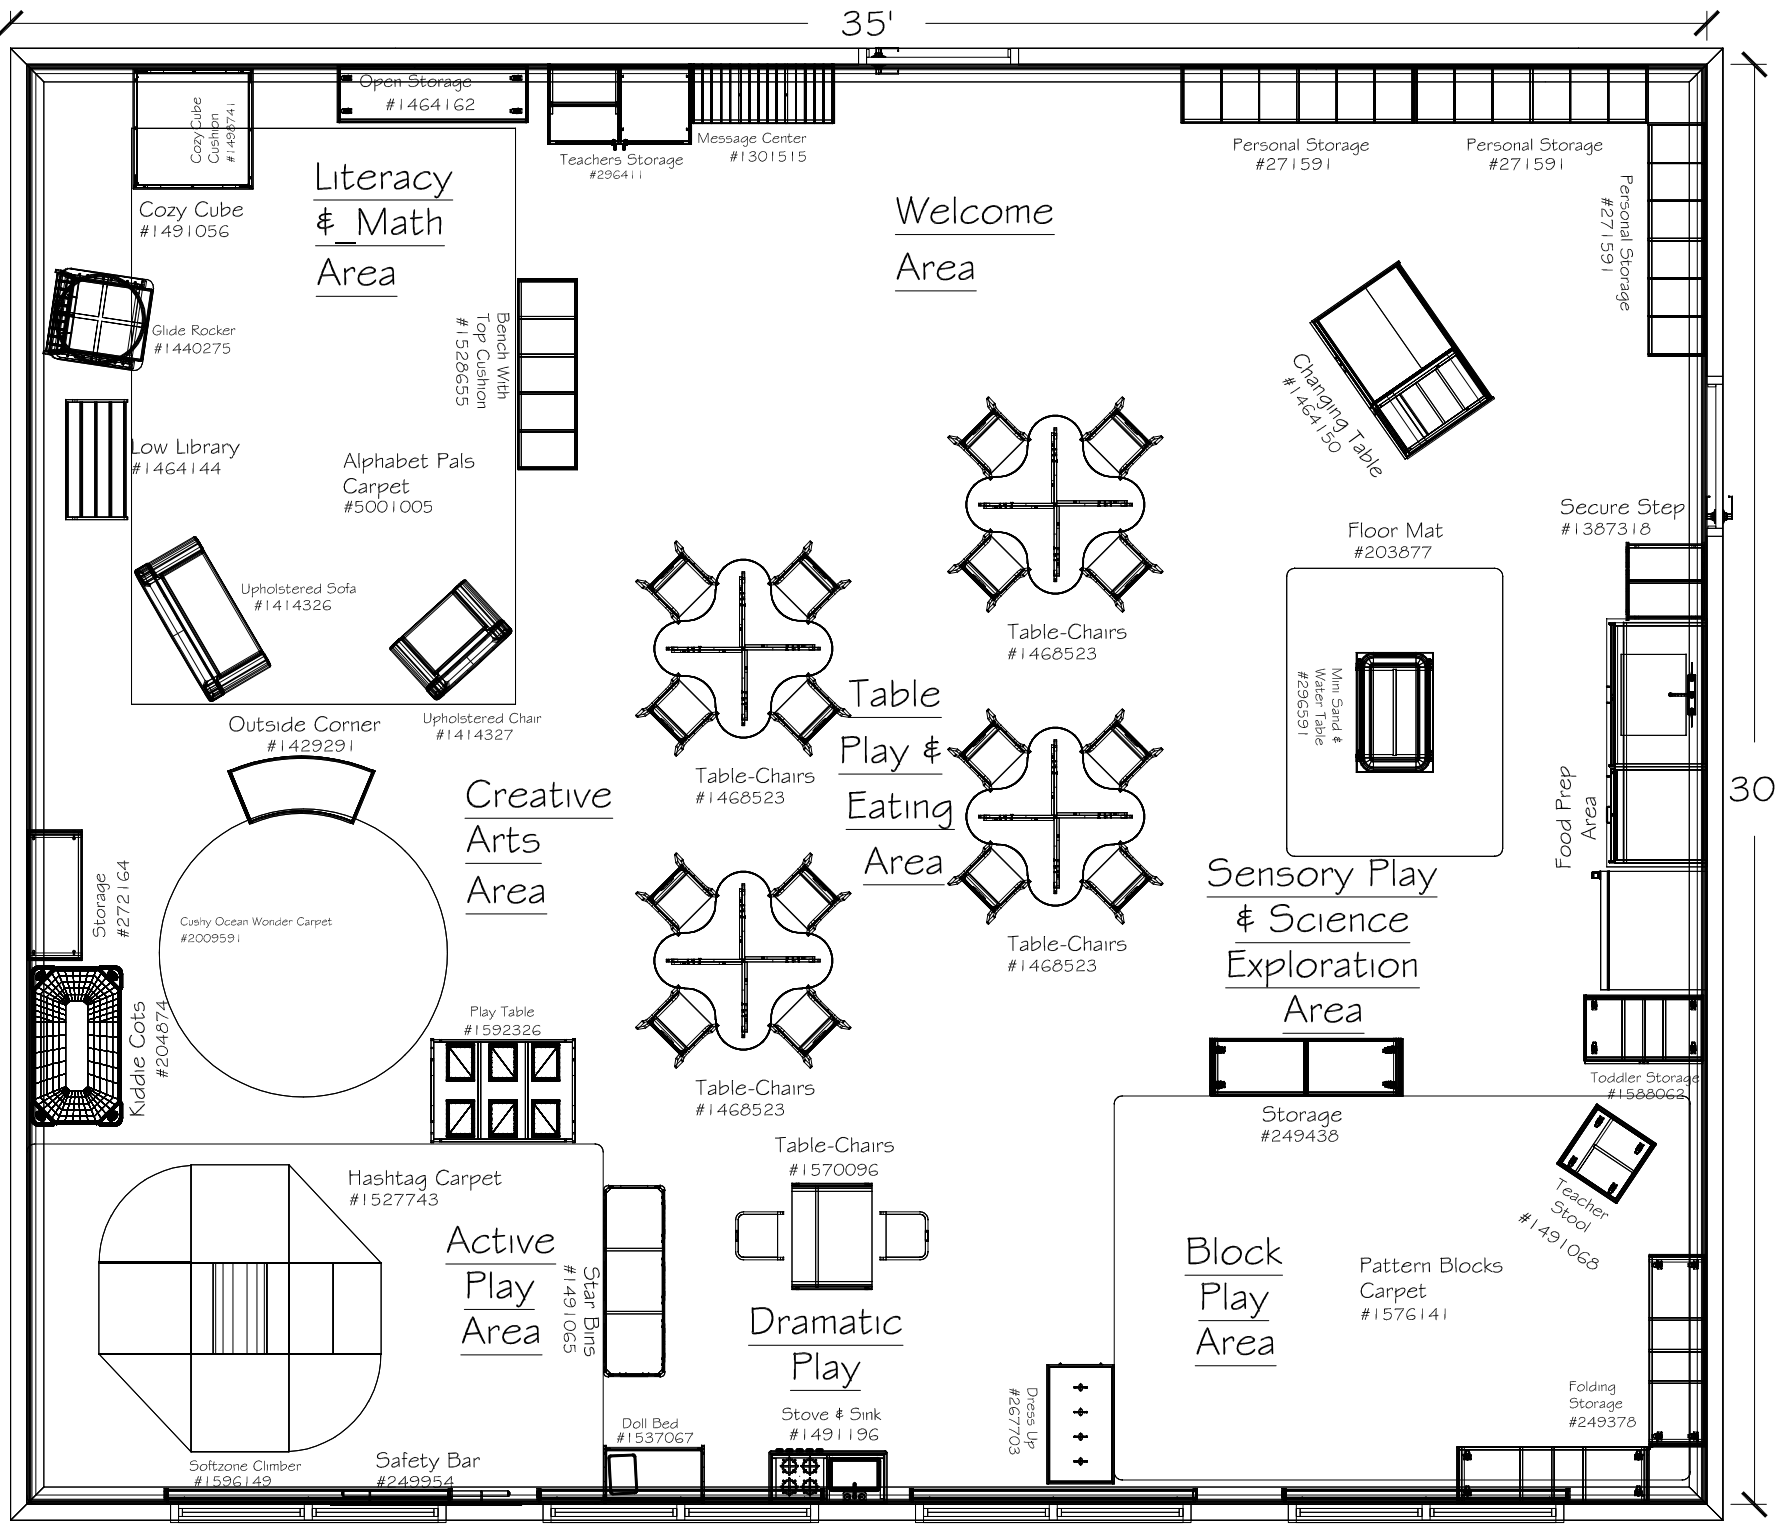 35'
Open Storage
#1464162
Cozy Cube
Cushion
#1498741
Message Center
#1301515
Teachers Storage
#296411
Personal Storage
#271591
Personal Storage
#271591
Personal Storage
#271591
Literacy
&_Math
Area
Welcome
Area
Cozy Cube
#1491056
Glide Rocker
#1440275
Bench With
Top Cushion
#1528655
Changing Table
#1464150
Low Library
#1464144
Alphabet Pals
Carpet
#5001005
Secure Step
#1387318
Floor Mat
#203877
Upholstered Sofa
#1414326
Table-Chairs
#1468523
Mini Sand &
Water Table
#296591
Upholstered Chair
#1414327
Outside Corner
#1429291
Table
Play &
Eating
Area
Table-Chairs
#1468523
Creative
Arts
Area
30
Food Prep
Area
Storage
#272164
Cushy Ocean Wonder Carpet
#2009591
Sensory Play
& Science
Exploration
Area
Table-Chairs
#1468523
Kiddie Cots
#204874
Play Table
#1592326
Table-Chairs
#1468523
Toddler Storage
#1588062
Storage
#249438
Table-Chairs
#1570096
Hashtag Carpet
#1527743
Teacher
Stool
#1491068
Active
Play
Area
Star Bins
#1491065
Block
Play
Area
Pattern Blocks
Carpet
#1576141
Dramatic
Play
Dress Up
#267703
Folding
Storage
#249378
Stove & Sink
#1491196
Doll Bed
#1537067
Safety Bar
#249954
Softzone Climber
#1596149